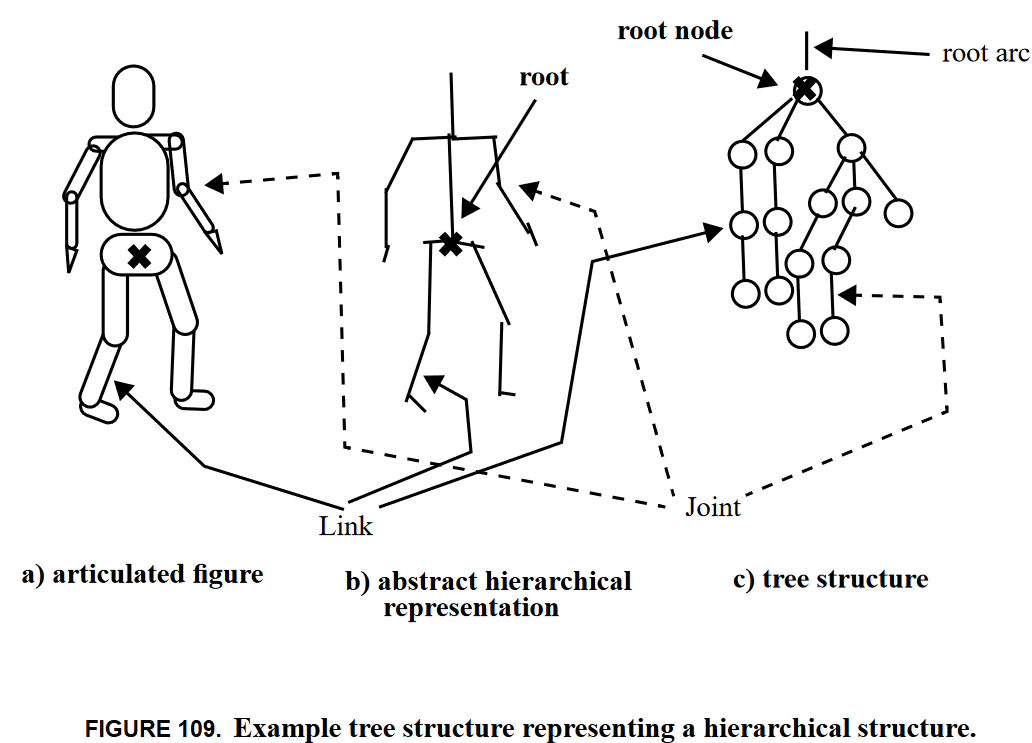 root node
root arc
root
Link
Joint
a) articulated figure
b) abstract hierarchical
representation
c) tree structure
FIGURE 109. Example tree structure representing a hierarchical structure.